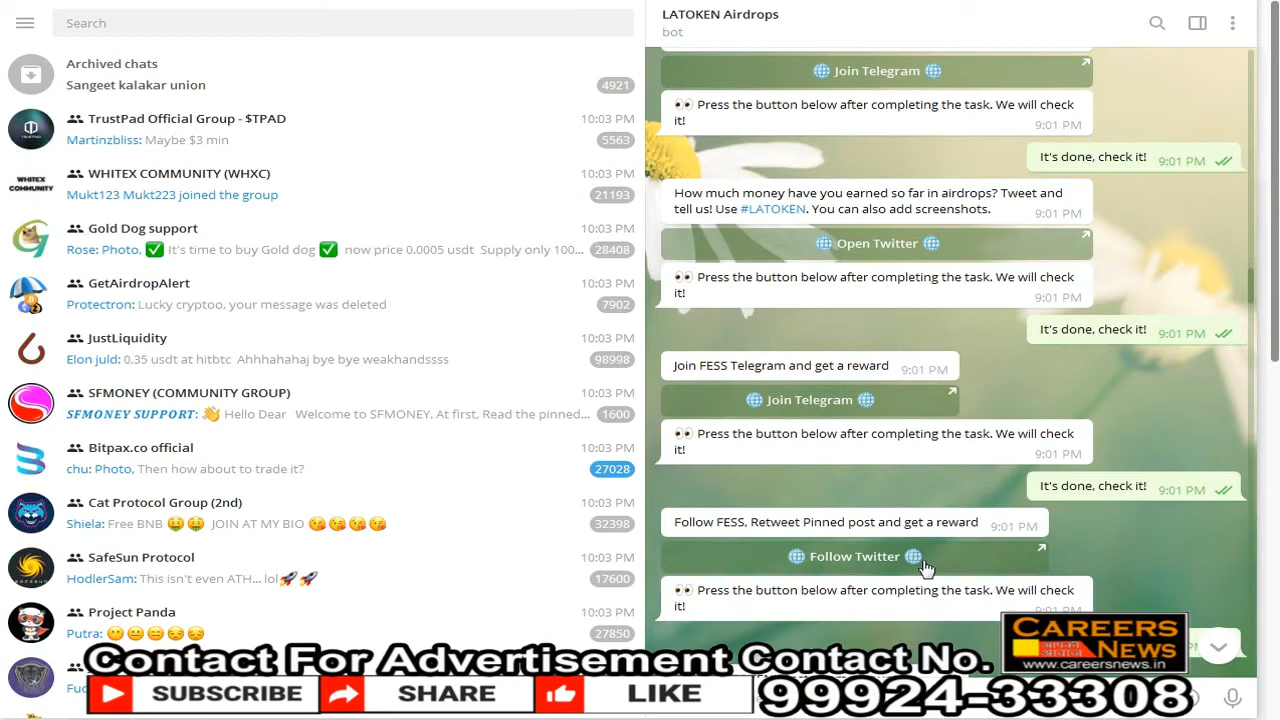 Search
Archived chats
Sangeet kalakar union
4921
TrustPad Official Group - $TPAD
10:03 PM
Martinzbliss: Maybe $3 min
5563
WHITEX COMMUNITY (WHXC)
10:03 PM
Mukt123 Mukt223 joined the group
21193
Gold Dog support
10:03 PM
Rose: Photo, ✅ It's time to buy Gold dog ✅ now price 0.0005 usdt Supply only 100...
28408
GetAirdropAlert
10:03 PM
Protectron: Lucky cryptoo, your message was deleted
7902
JustLiquidity
10:03 PM
Elon juld: 0,35 usdt at hitbtc Ahhhahahaj bye bye weakhandssss
98998
SFMONEY (COMMUNITY GROUP)
10:03 PM
SFMONEY SUPPORT: 👋 Hello Dear Welcome to SFMONEY. At first, Read the pinned...
1600
Bitpax.co official
10:03 PM
chu: Photo, Then how about to trade it?
27028
Cat Protocol Group (2nd)
10:03 PM
Shiela: Free BNB 🤑🤑 JOIN AT MY BIO 😘😘😘😘
32398
SafeSun Protocol
10:03 PM
HodlerSam: This isn't even ATH... lol🚀🚀
17600
Project Panda
10:03 PM
Putra: 😶😐😑😔😔
27850
WHITEX
COMMUNITY
LATOKEN Airdrops
bot
Join Telegram
👀 Press the button below after completing the task. We will check
it!
9:01 PM
It's done, check it! 9:01 PM
How much money have you earned so far in airdrops? Tweet and
tell us! Use #LATOKEN. You can also add screenshots.
9:01 PM
Open Twitter
👀 Press the button below after completing the task. We will check
it!
9:01 PM
It's done, check it! 9:01 PM
Join FESS Telegram and get a reward 9:01 PM
Join Telegram
👀 Press the button below after completing the task. We will check
it!
9:01 PM
It's done, check it! 9:01 PM
Follow FESS, Retweet Pinned post and get a reward 9:01 PM
Follow Twitter
👀 Press the button below after completing the task. We will check
it!
9:01 PM
CAREERS
NEWS
www.careersnews.in
Contact For Advertisement Contact No.
SUBSCRIBE
SHARE
LIKE
99924-33308